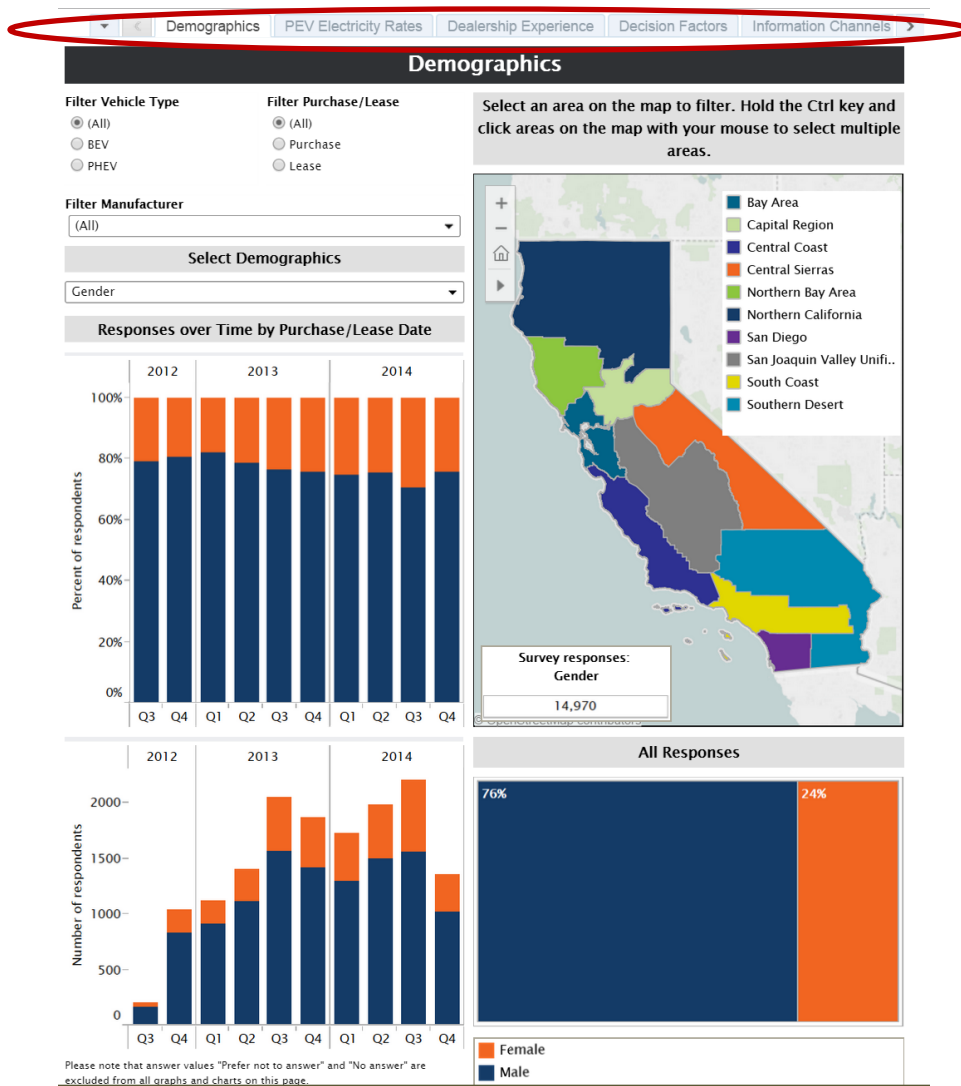 Demographics PEV Electricity Rates Dealership Experience Decision Factors Information Channels
Demographics
Filter Vehicle Type
(All)
BEV
PHEV
Filter Purchase/Lease
(All)
Purchase
Lease
Filter Manufacturer
(All)
Select Demographics
Gender
Responses over Time by Purchase/Lease Date
2012 2013 2014
100%
80%
60%
40%
20%
0%
Percent of respondents
Q3 Q4 Q1 Q2 Q3 Q4 Q1 Q2 Q3 Q4
2012 2013 2014
2000
1500
1000
500
0
Number of respondents
Q3 Q4 Q1 Q2 Q3 Q4 Q1 Q2 Q3 Q4
Please note that answer values "Prefer not to answer" and "No answer" are
excluded from all graphs and charts on this page.
Select an area on the map to filter. Hold the Ctrl key and
click areas on the map with your mouse to select multiple
areas.
+
−
Bay Area
Capital Region
Central Coast
Central Sierras
Northern Bay Area
Northern California
San Diego
San Joaquin Valley Unifi..
South Coast
Southern Desert
Survey responses:
Gender
14,970
© OpenStreetMap contributors
All Responses
76% 24%
Female
Male